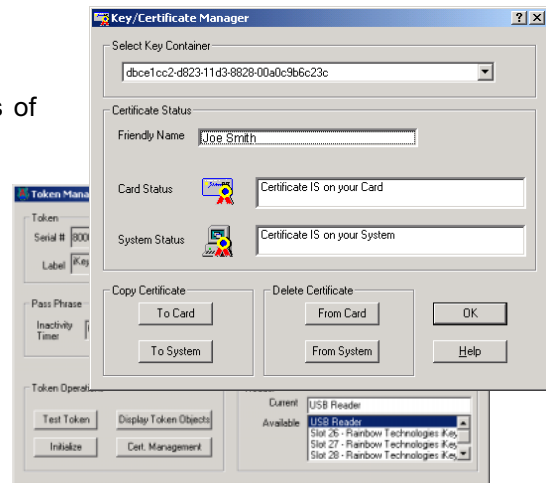 Key/Certificate Manager
Select Key Container
dbce1cc2-d823-11d3-8828-00a0c9b6c23c
s of
Certificate Status
Friendly Name Joe Smith
Card Status Certificate IS on your Card
System Status Certificate IS on your System
Copy Certificate Delete Certificate
To Card From Card OK
To System From System Help
Token Mana
Token
Serial # 800
Label iKey
Pass Phrase
Inactivity
Timer
Token Operations
Test Token Display Token Objects
Initialize Cert. Management
Current USB Reader
Available USB Reader
Slot 26 - Rainbow Technologies iKey
Slot 27 - Rainbow Technologies iKey
Slot 28 - Rainbow Technologies iKey